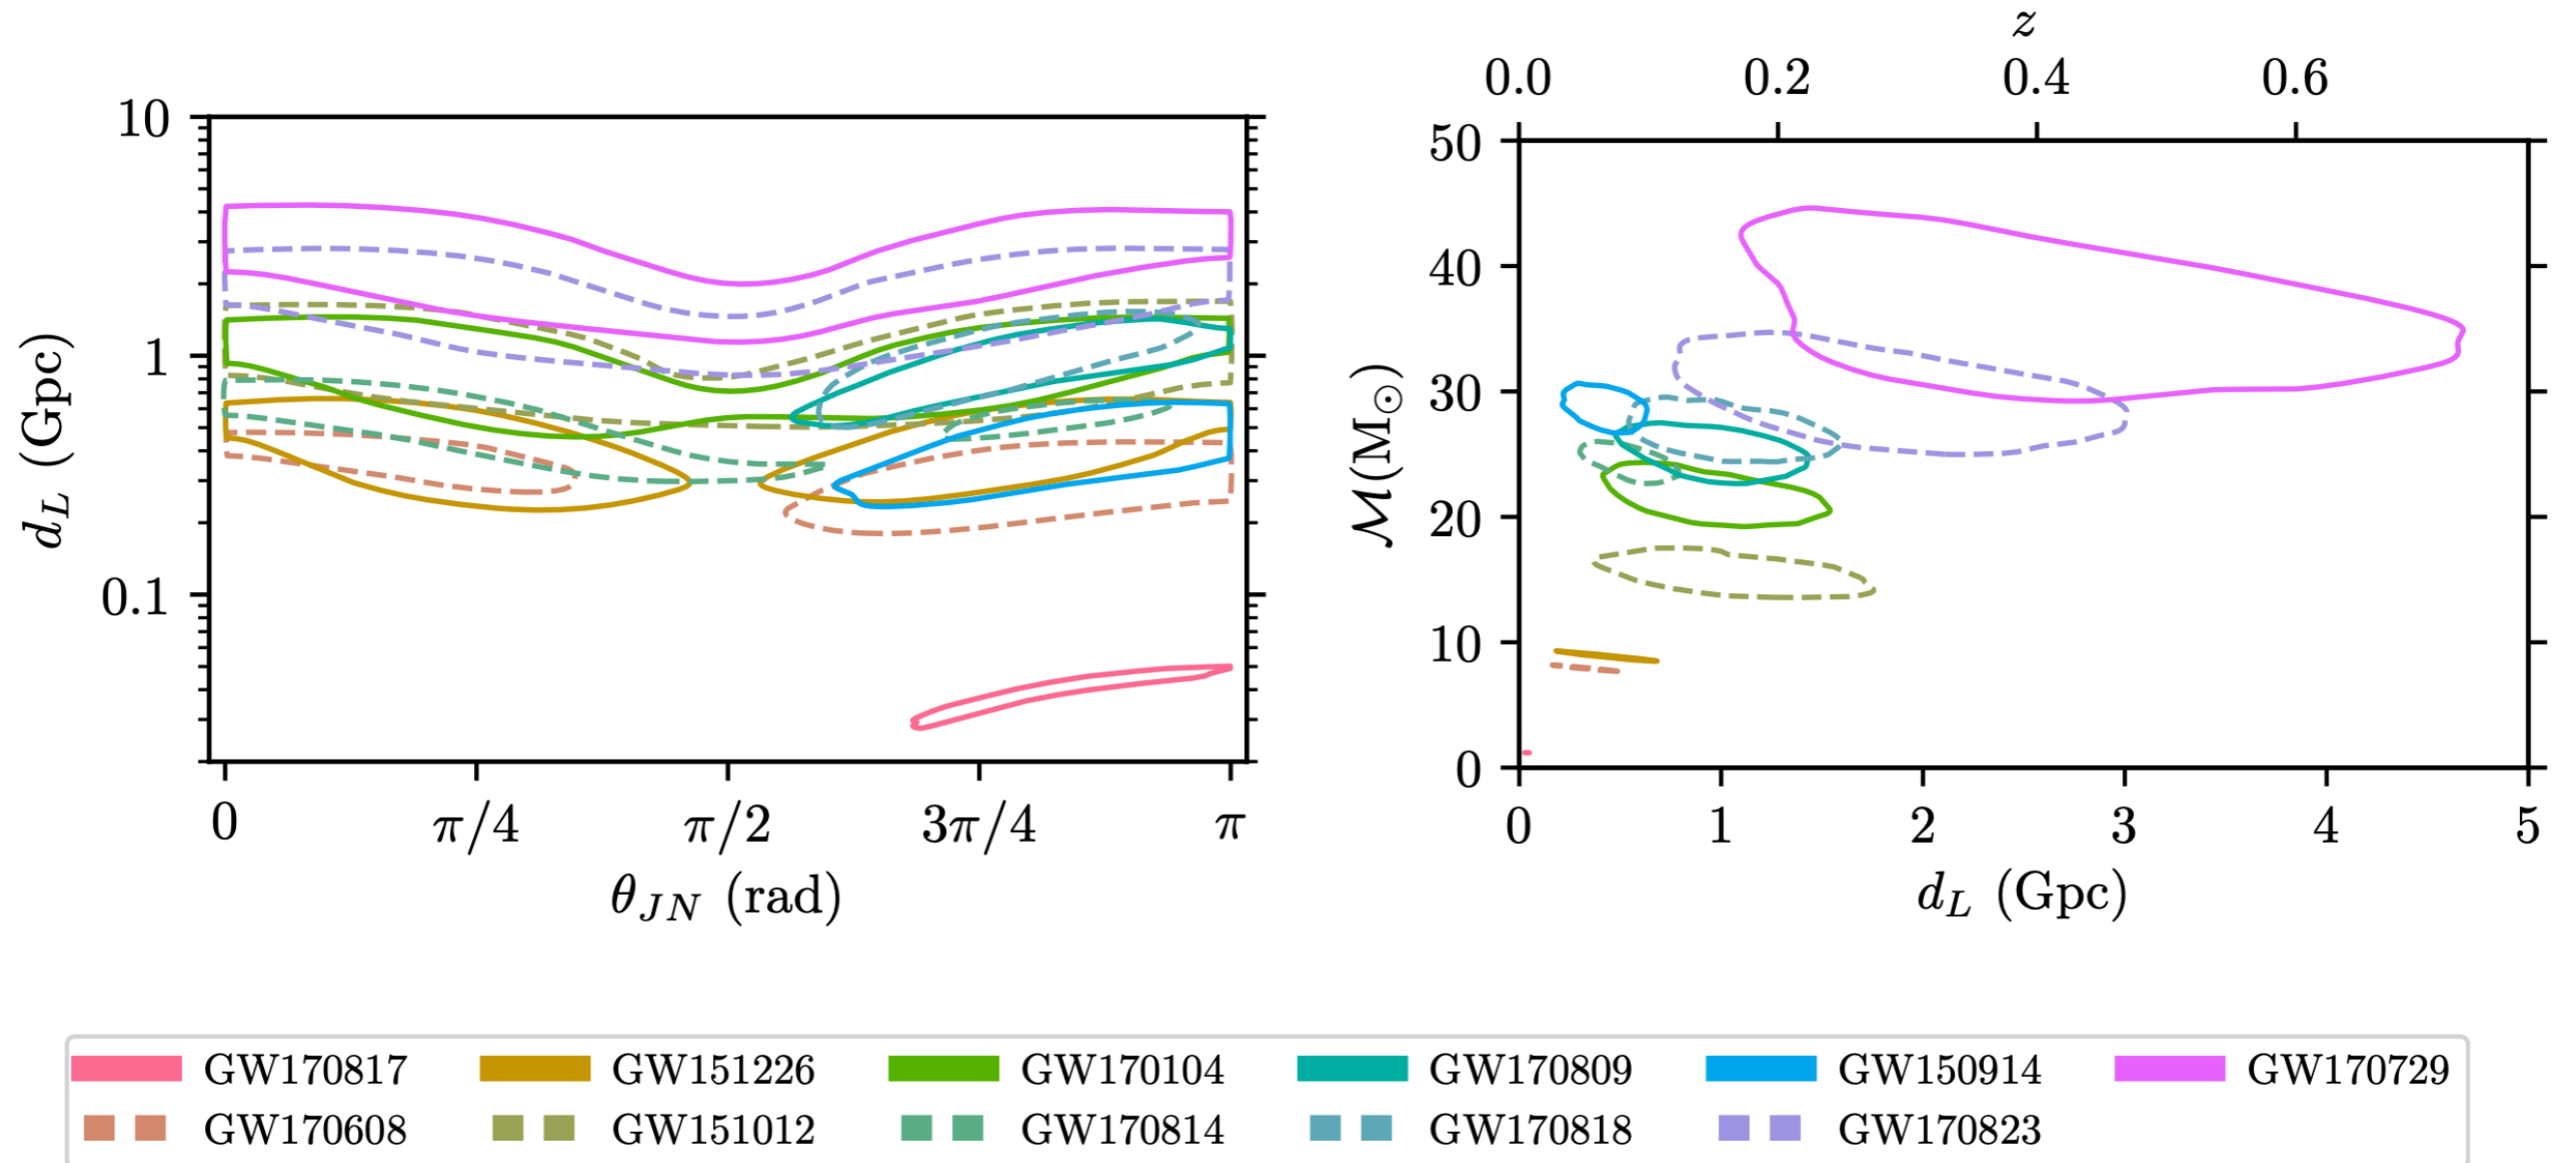 z
0.0 0.2 0.4 0.6
10
1
0.1
d_L (Gpc)
0 π/4 π/2 3π/4 π
θ_JN (rad)
50
40
30
20
10
0
ℳ(M_⊙)
0 1 2 3 4 5
d_L (Gpc)
GW170817 GW151226 GW170104 GW170809 GW150914 GW170729
GW170608 GW151012 GW170814 GW170818 GW170823